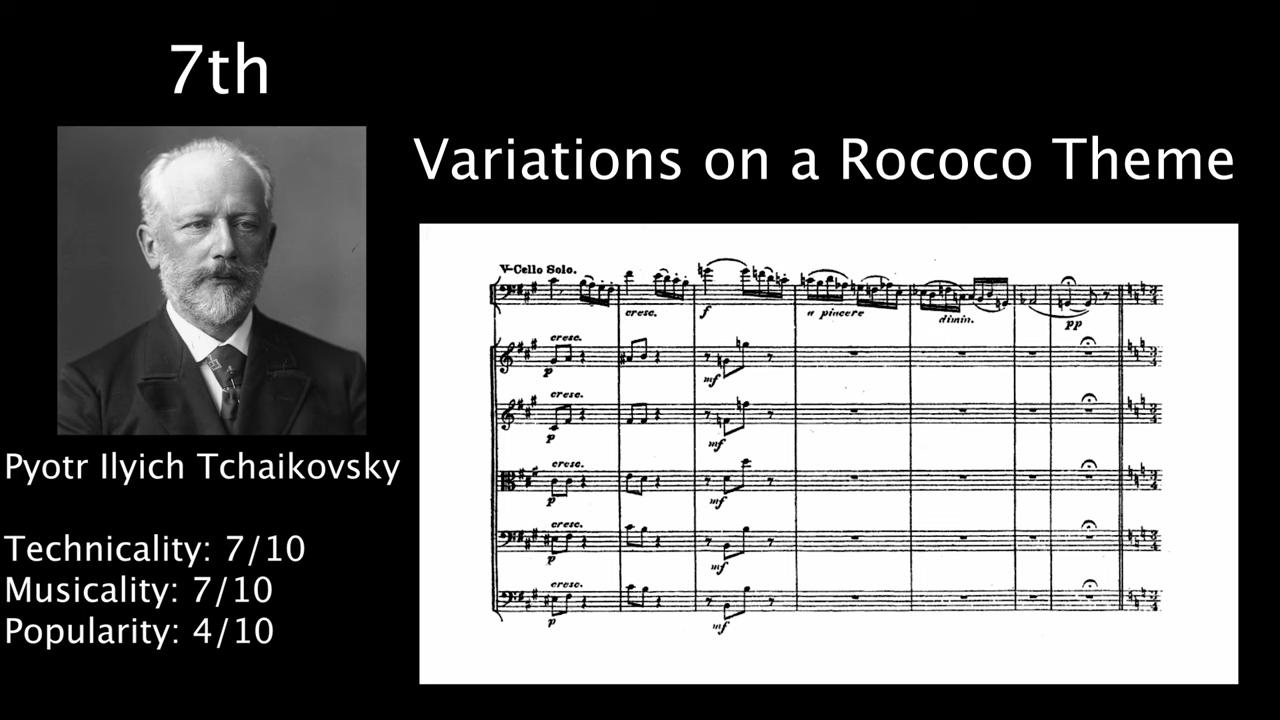 7th
Variations on a Rococo Theme
Pyotr Ilyich Tchaikovsky
Technicality: 7/10
Musicality: 7/10
Popularity: 4/10
V-Cello Solo.
cresc. f a piacere dimin. pp
cresc.
p mf
cresc.
p mf
cresc.
p mf
cresc.
p mf
cresc.
p mf